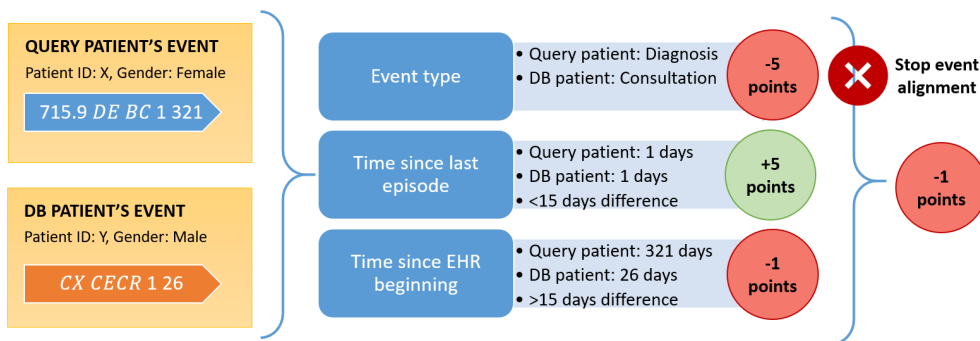 QUERY PATIENT'S EVENT
Patient ID: X, Gender: Female
715.9 DE BC 1 321
DB PATIENT'S EVENT
Patient ID: Y, Gender: Male
CX CECR 1 26
Event type
• Query patient: Diagnosis
• DB patient: Consultation
-5
points
Stop event
alignment
Time since last
episode
• Query patient: 1 days
• DB patient: 1 days
• <15 days difference
+5
points
Time since EHR
beginning
• Query patient: 321 days
• DB patient: 26 days
• >15 days difference
-1
points
-1
points